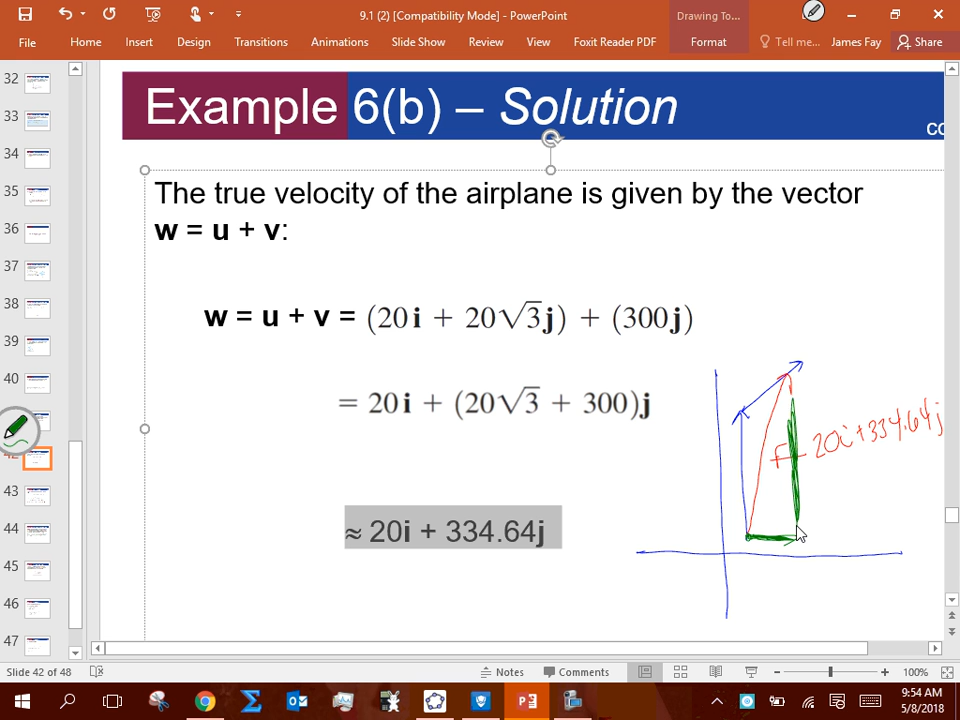 9.1 (2) [Compatibility Mode] - PowerPoint
Drawing To...
File Home Insert Design Transitions Animations Slide Show Review View Foxit Reader PDF Format Tell me... James Fay Share
32
33
34
35
36
37
38
39
40
42
43
44
45
46
47
Example 6(b) – Solution
The true velocity of the airplane is given by the vector
w = u + v:
w = u + v = (20i + 20√3j) + (300j)
= 20i + (20√3 + 300)j
≈ 20i + 334.64j
20i+334.64j
Slide 42 of 48 Notes Comments 100%
9:54 AM
5/8/2018